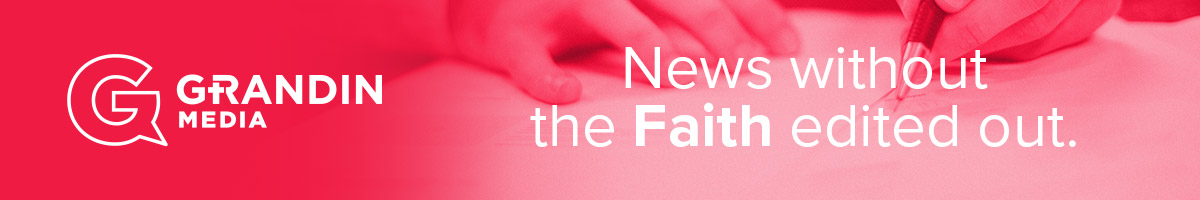 GRANDIN
MEDIA
News without
the Faith edited out.